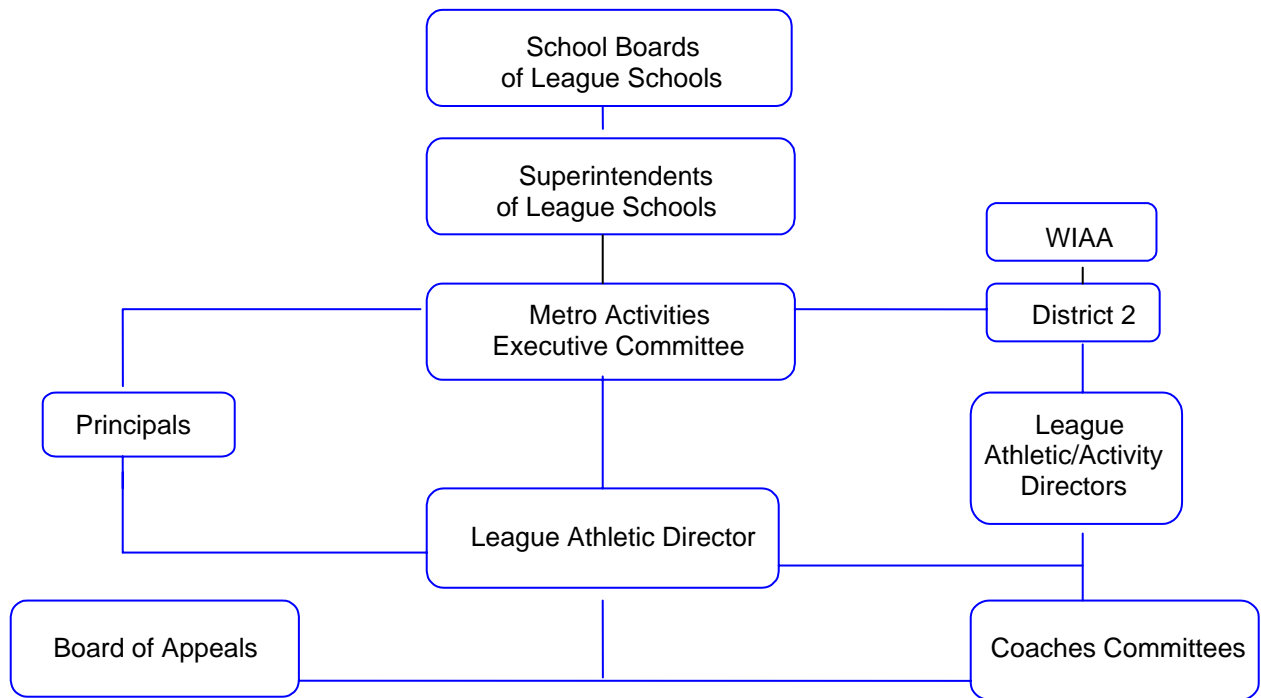 School Boards
of League Schools
Superintendents
of League Schools
WIAA
Metro Activities
Executive Committee
District 2
Principals
League
Athletic/Activity
Directors
League Athletic Director
Board of Appeals
Coaches Committees